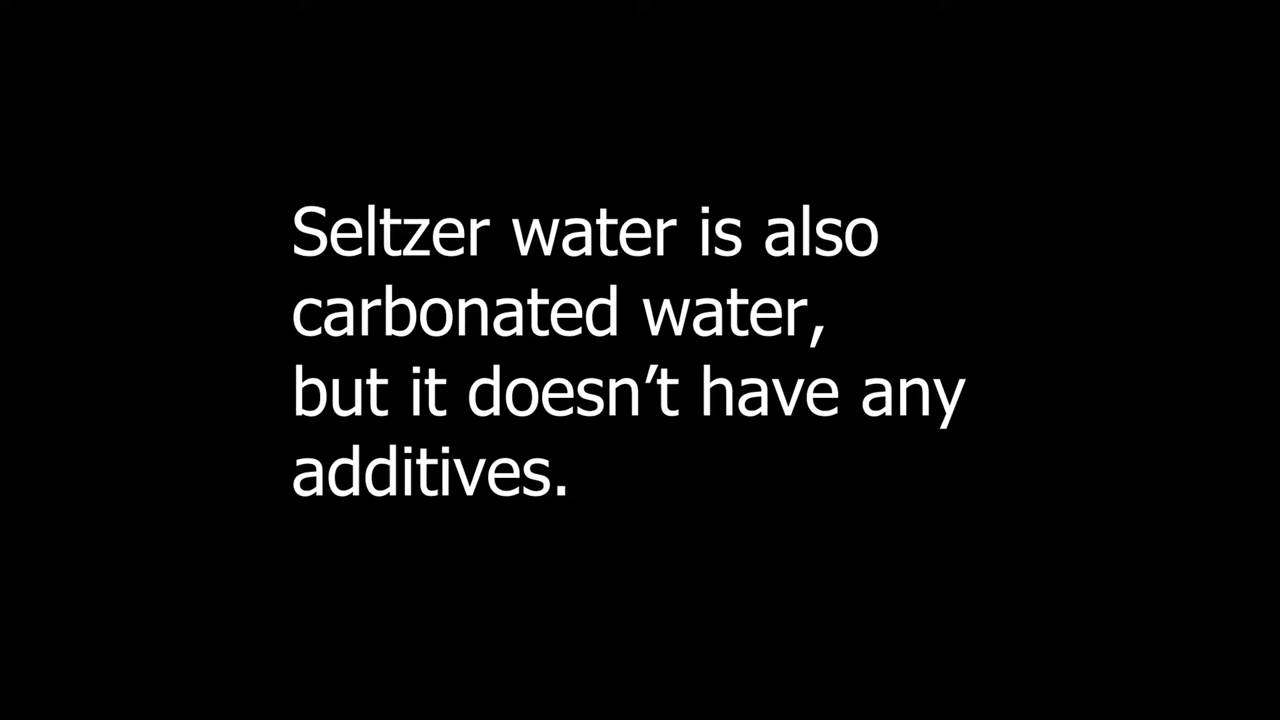 Seltzer water is also
carbonated water,
but it doesn’t have any
additives.